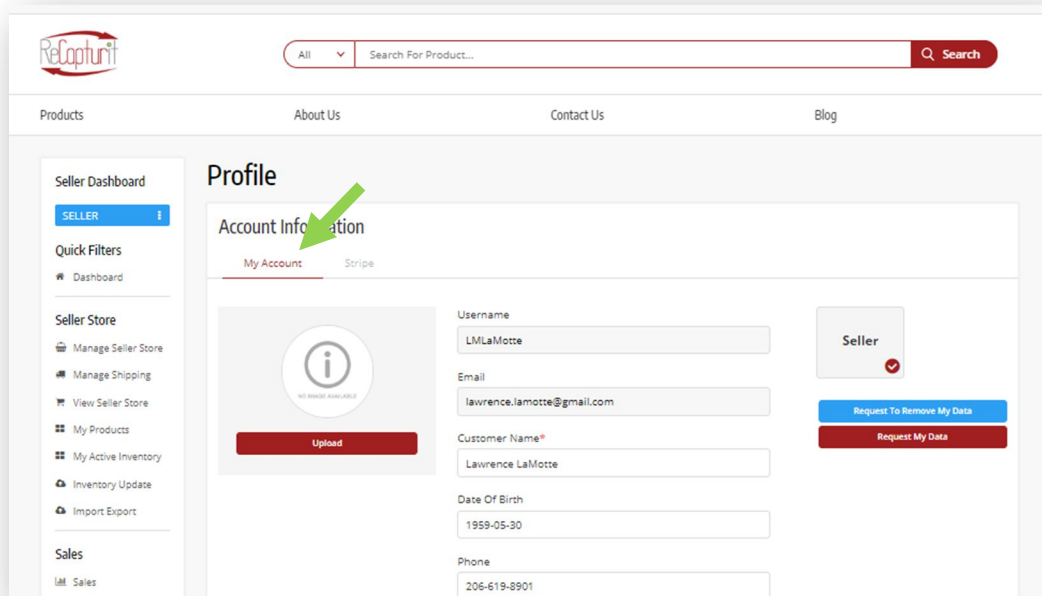 ReCapturit
All
Search For Product...
Search
Products
About Us
Contact Us
Blog
Seller Dashboard
SELLER
Quick Filters
Dashboard
Seller Store
Manage Seller Store
Manage Shipping
View Seller Store
My Products
My Active Inventory
Inventory Update
Import Export
Sales
Sales
Profile
Account Information
My Account
Stripe
NO IMAGE AVAILABLE
Upload
Username
LMLaMotte
Email
lawrence.lamotte@gmail.com
Customer Name*
Lawrence LaMotte
Date Of Birth
1959-05-30
Phone
206-619-8901
Seller
Request To Remove My Data
Request My Data